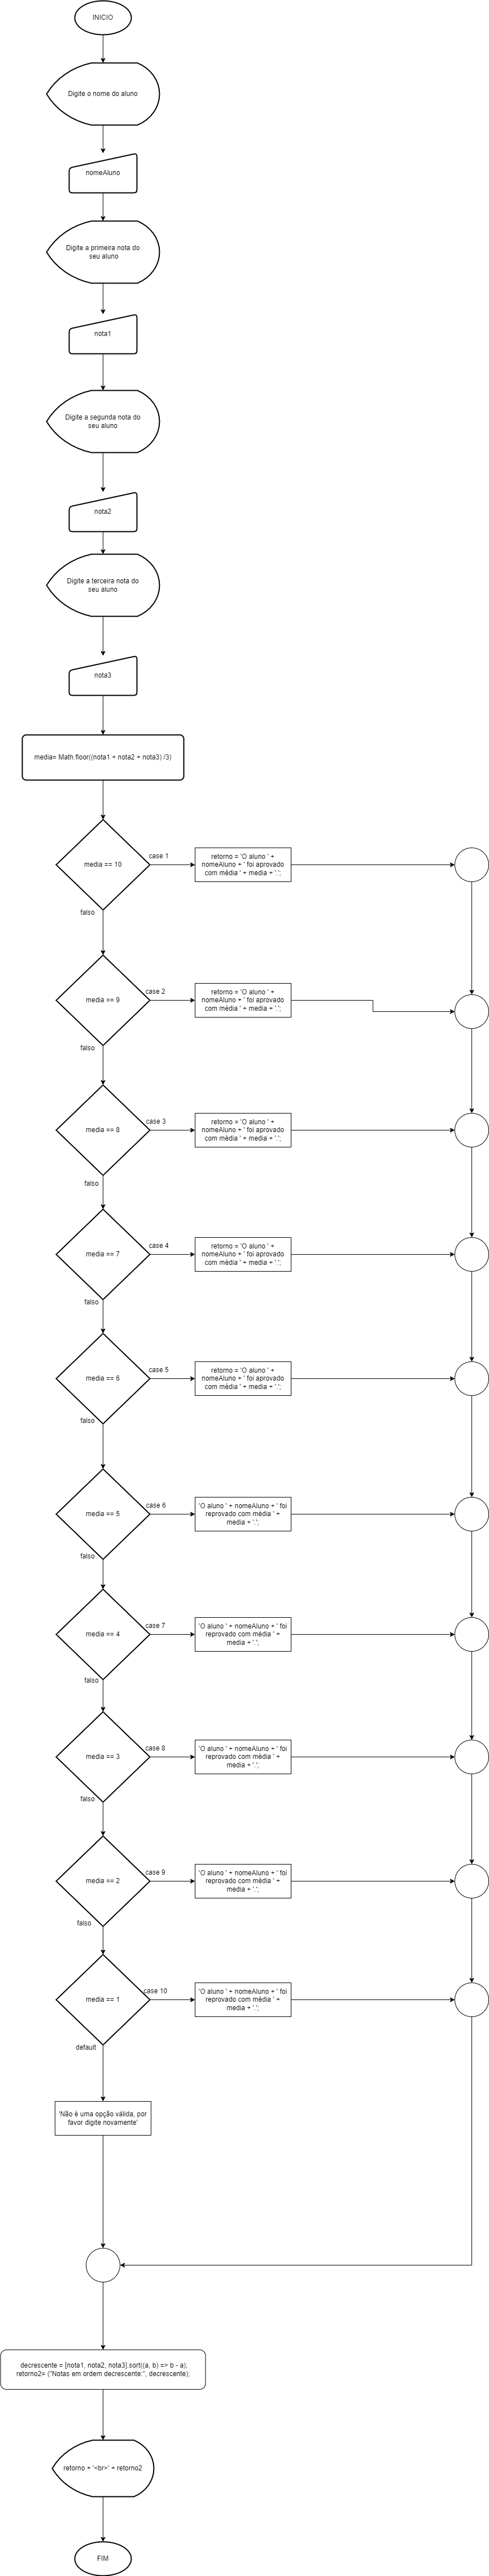 INICIO
Digite o nome do aluno
nomeAluno
Digite a primeira nota do
seu aluno
nota1
Digite a segunda nota do
seu aluno
nota2
Digite a terceira nota do
seu aluno
nota3
media= Math.floor((nota1 + nota2 + nota3) /3)
media == 10
case 1
retorno = 'O aluno ' +
nomeAluno + ' foi aprovado
com média ' + media + '.';
falso
media == 9
case 2
retorno = 'O aluno ' +
nomeAluno + ' foi aprovado
com média ' + media + '.';
falso
media == 8
case 3
retorno = 'O aluno ' +
nomeAluno + ' foi aprovado
com média ' + media + '.';
falso
media == 7
case 4
retorno = 'O aluno ' +
nomeAluno + ' foi aprovado
com média ' + media + '.';
falso
media == 6
case 5
retorno = 'O aluno ' +
nomeAluno + ' foi aprovado
com média ' + media + '.';
falso
media == 5
case 6
'O aluno ' + nomeAluno + ' foi
reprovado com média ' +
media + '.';
falso
media == 4
case 7
'O aluno ' + nomeAluno + ' foi
reprovado com média ' +
media + '.';
falso
media == 3
case 8
'O aluno ' + nomeAluno + ' foi
reprovado com média ' +
media + '.';
falso
media == 2
case 9
'O aluno ' + nomeAluno + ' foi
reprovado com média ' +
media + '.';
falso
media == 1
case 10
'O aluno ' + nomeAluno + ' foi
reprovado com média ' +
media + '.';
default
'Não é uma opção válida, por
favor digite novamente'
decrescente = [nota1, nota2, nota3].sort((a, b) => b - a);
retorno2= ("Notas em ordem decrescente:", decrescente);
retorno + '<br>' + retorno2
FIM